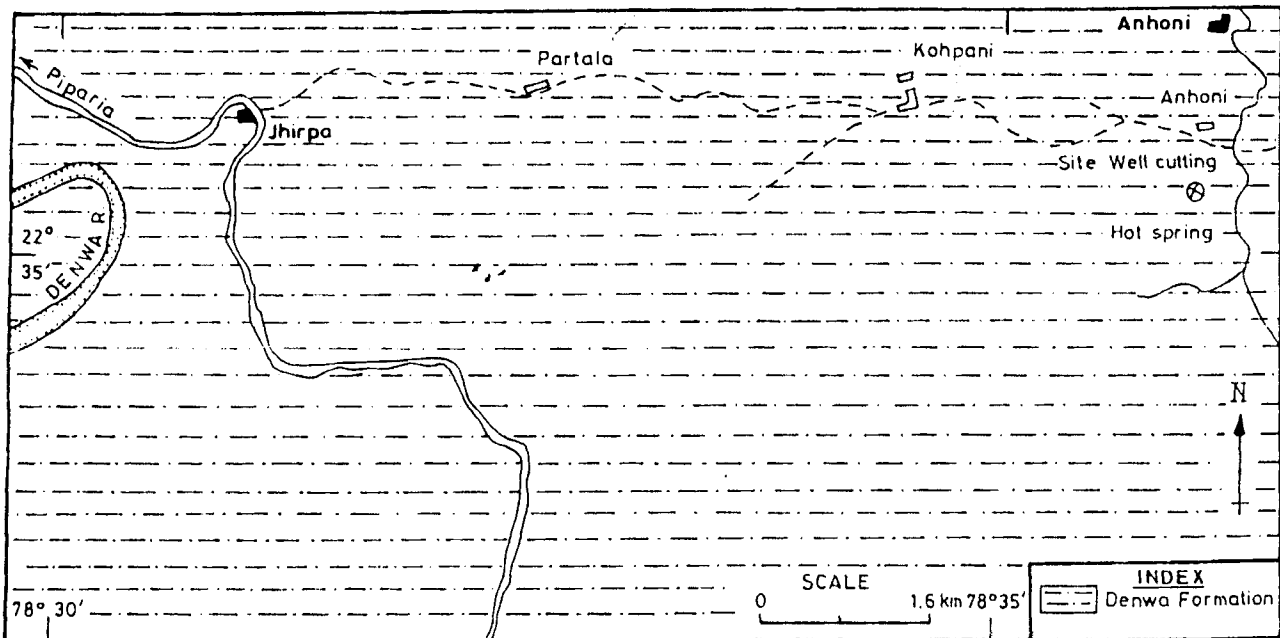 Anhoni
Kohpani
Partala
Piparia
Anhoni
Jhirpa
Site Well cutting
DENWA R
22°
35′
Hot spring
N
SCALE
0 1.6 km
78° 30′
78° 35′
INDEX
Denwa Formation